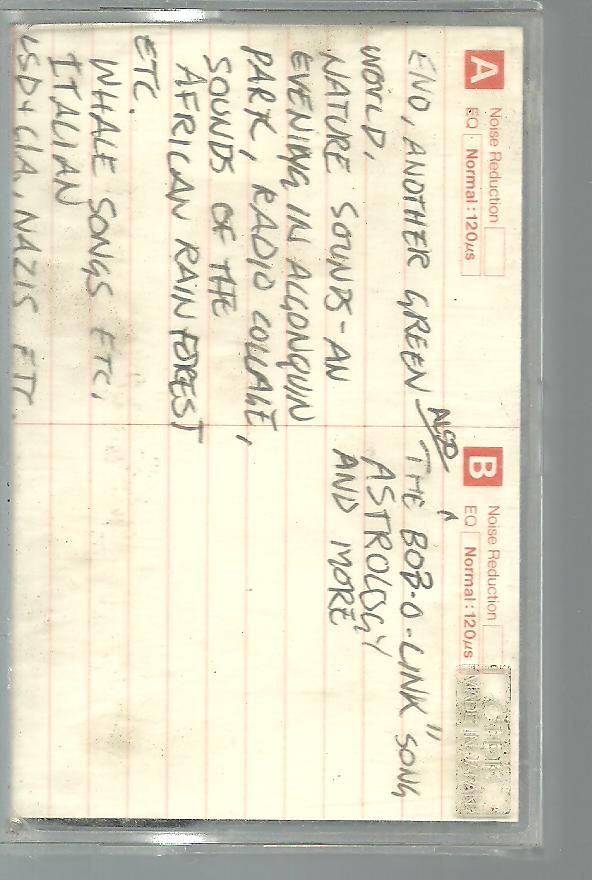 A
Noise Reduction
EQ Normal:120µs
ENO, ANOTHER GREEN
WORLD,
NATURE SOUNDS - AN
EVENING IN ALGONQUIN
PARK, RADIO COLLAGE,
SOUNDS OF THE
AFRICAN RAIN FOREST
ETC.
WHALE SONGS ETC,
ITALIAN
LSD + CIA, NAZIS ETC.
B
Noise Reduction
EQ Normal:120µs
ALSO
THE BOB-O-LINK" SONG
ASTROLOGY
AND MORE
TDK
MADE IN JAPAN